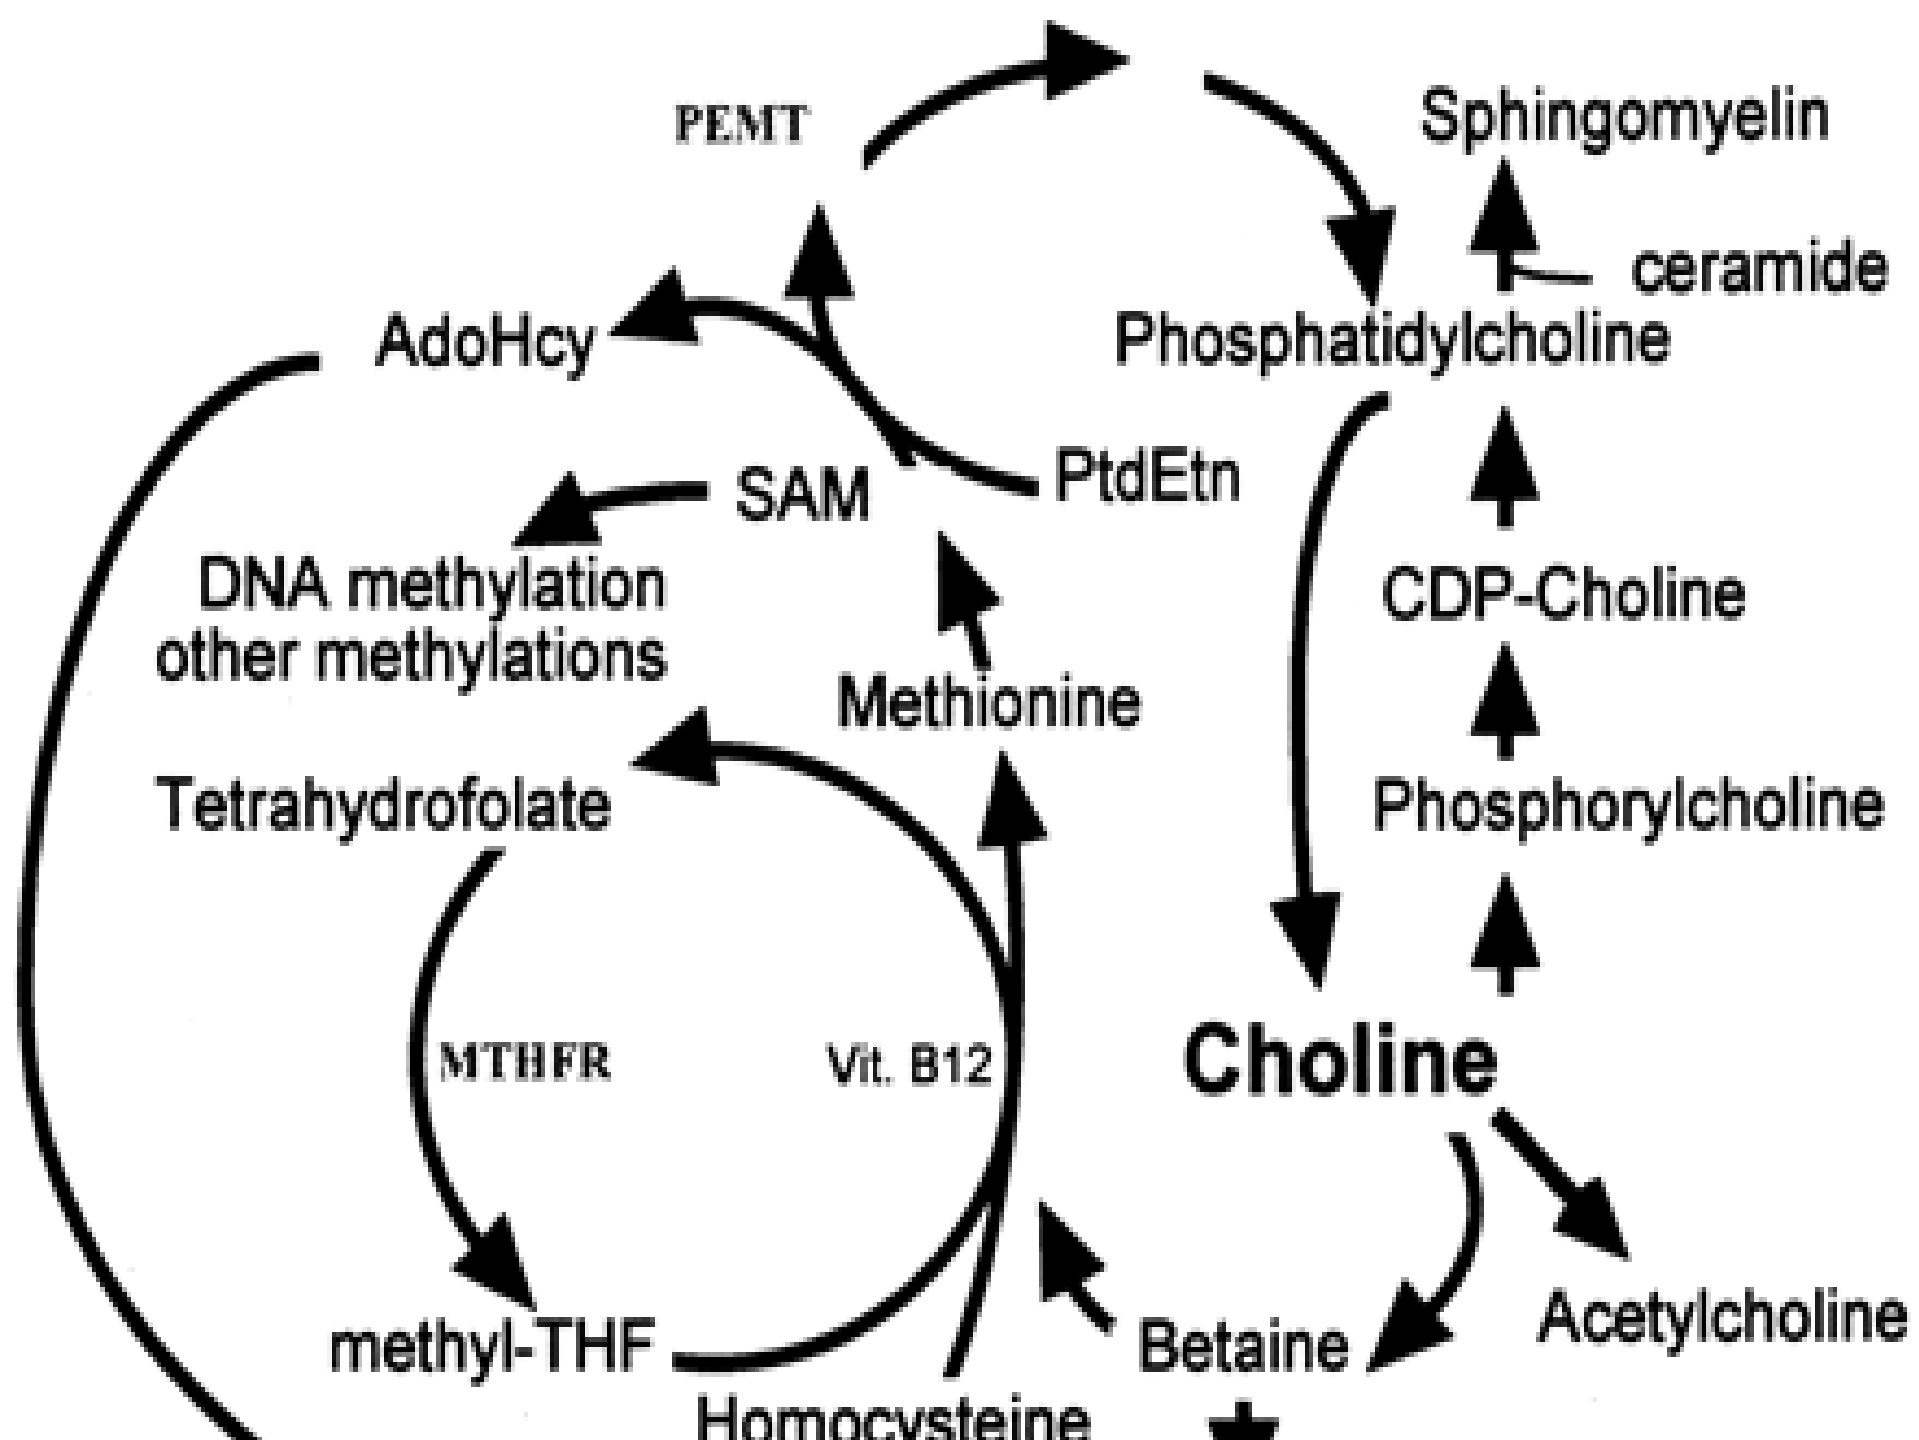 PEMT
Sphingomyelin
ceramide
AdoHcy
Phosphatidylcholine
SAM
PtdEtn
DNA methylation
other methylations
CDP-Choline
Methionine
Tetrahydrofolate
Phosphorylcholine
MTHFR
Vit. B12
Choline
Acetylcholine
methyl-THF
Betaine
Homocysteine